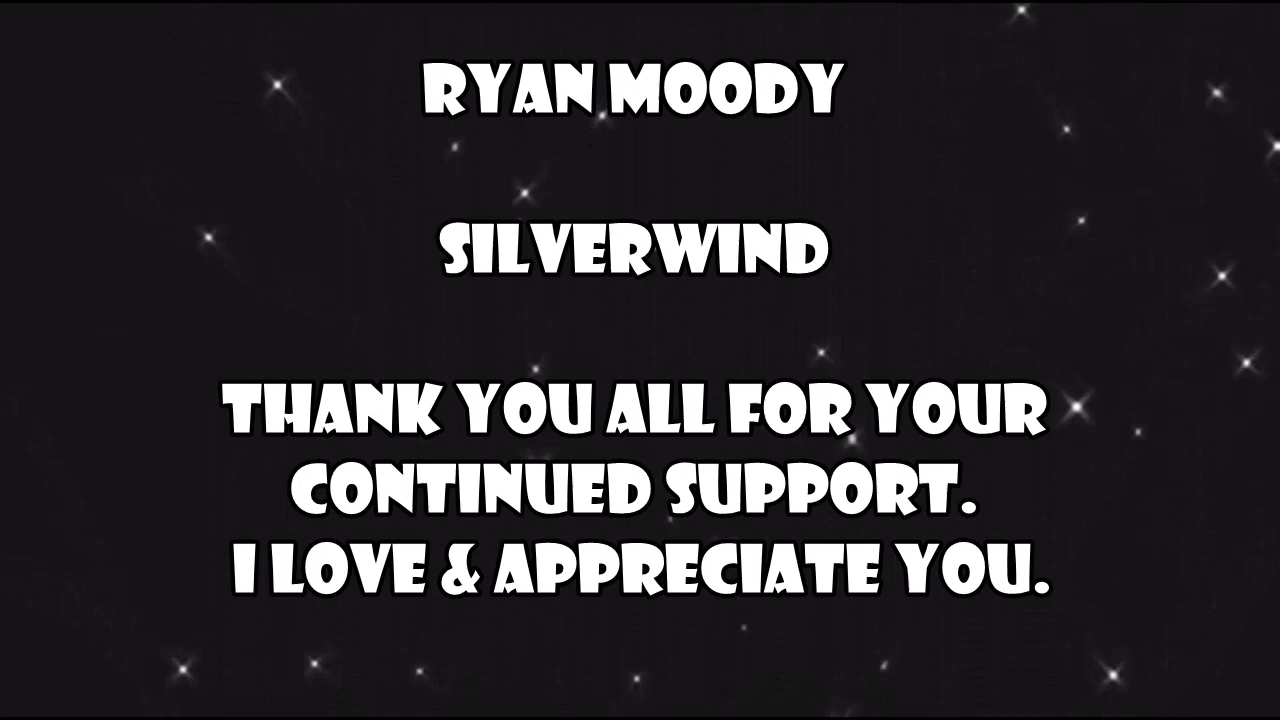 RYAN MOODY
SILVERWIND
THANK YOU ALL FOR YOUR
CONTINUED SUPPORT.
I LOVE & APPRECIATE YOU.